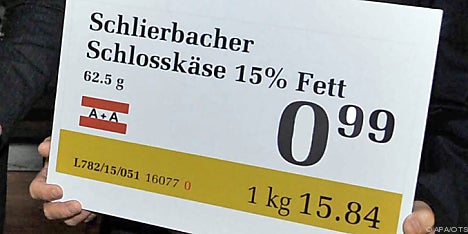 Schlierbacher
Schlosskäse 15% Fett
62.5 g
0 99
A+A
L782/15/051 16077 0
1 kg 15.84
© APA/OTS